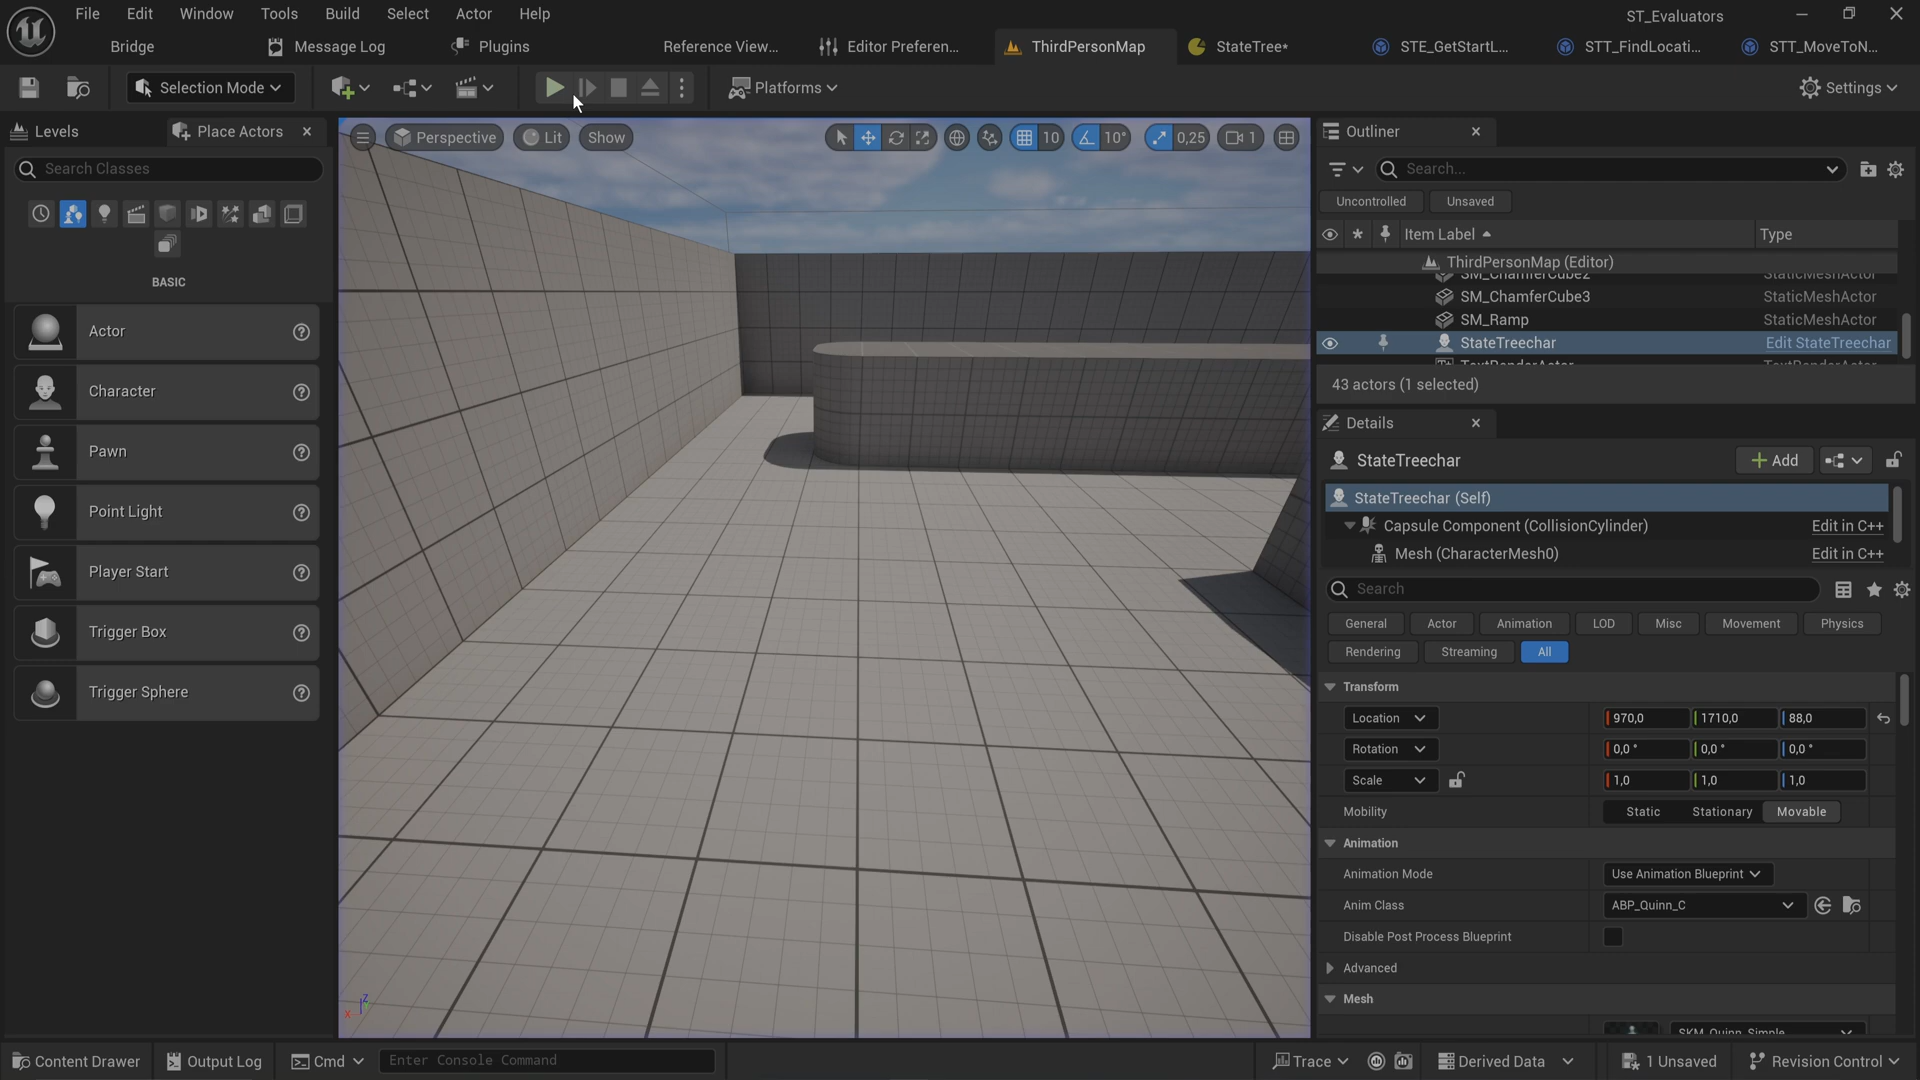 File Edit Window Tools Build Select Actor Help
ST_Evaluators
Bridge Message Log Plugins Reference View... Editor Preferen... ThirdPersonMap StateTree* STE_GetStartL... STT_FindLocati... STT_MoveToN...
Selection Mode Platforms Settings
Levels Place Actors
Search Classes
BASIC
Actor
Character
Pawn
Point Light
Player Start
Trigger Box
Trigger Sphere
Perspective Lit Show 10 10° 0,25 1
Z
X
Outliner
Search...
Uncontrolled Unsaved
Item Label Type
ThirdPersonMap (Editor)
SM_ChamferCube2 StaticMeshActor
SM_ChamferCube3 StaticMeshActor
SM_Ramp StaticMeshActor
StateTreechar Edit StateTreechar
TextRenderActor TextRenderActor
43 actors (1 selected)
Details
StateTreechar Add
StateTreechar (Self)
Capsule Component (CollisionCylinder) Edit in C++
Mesh (CharacterMesh0) Edit in C++
Search
General Actor Animation LOD Misc Movement Physics
Rendering Streaming All
Transform
Location 970,0 1710,0 88,0
Rotation 0,0 ° 0,0 ° 0,0 °
Scale 1,0 1,0 1,0
Mobility Static Stationary Movable
Animation
Animation Mode Use Animation Blueprint
Anim Class ABP_Quinn_C
Disable Post Process Blueprint
Advanced
Mesh
SKM_Quinn_Simple
Content Drawer Output Log Cmd Enter Console Command Trace Derived Data 1 Unsaved Revision Control